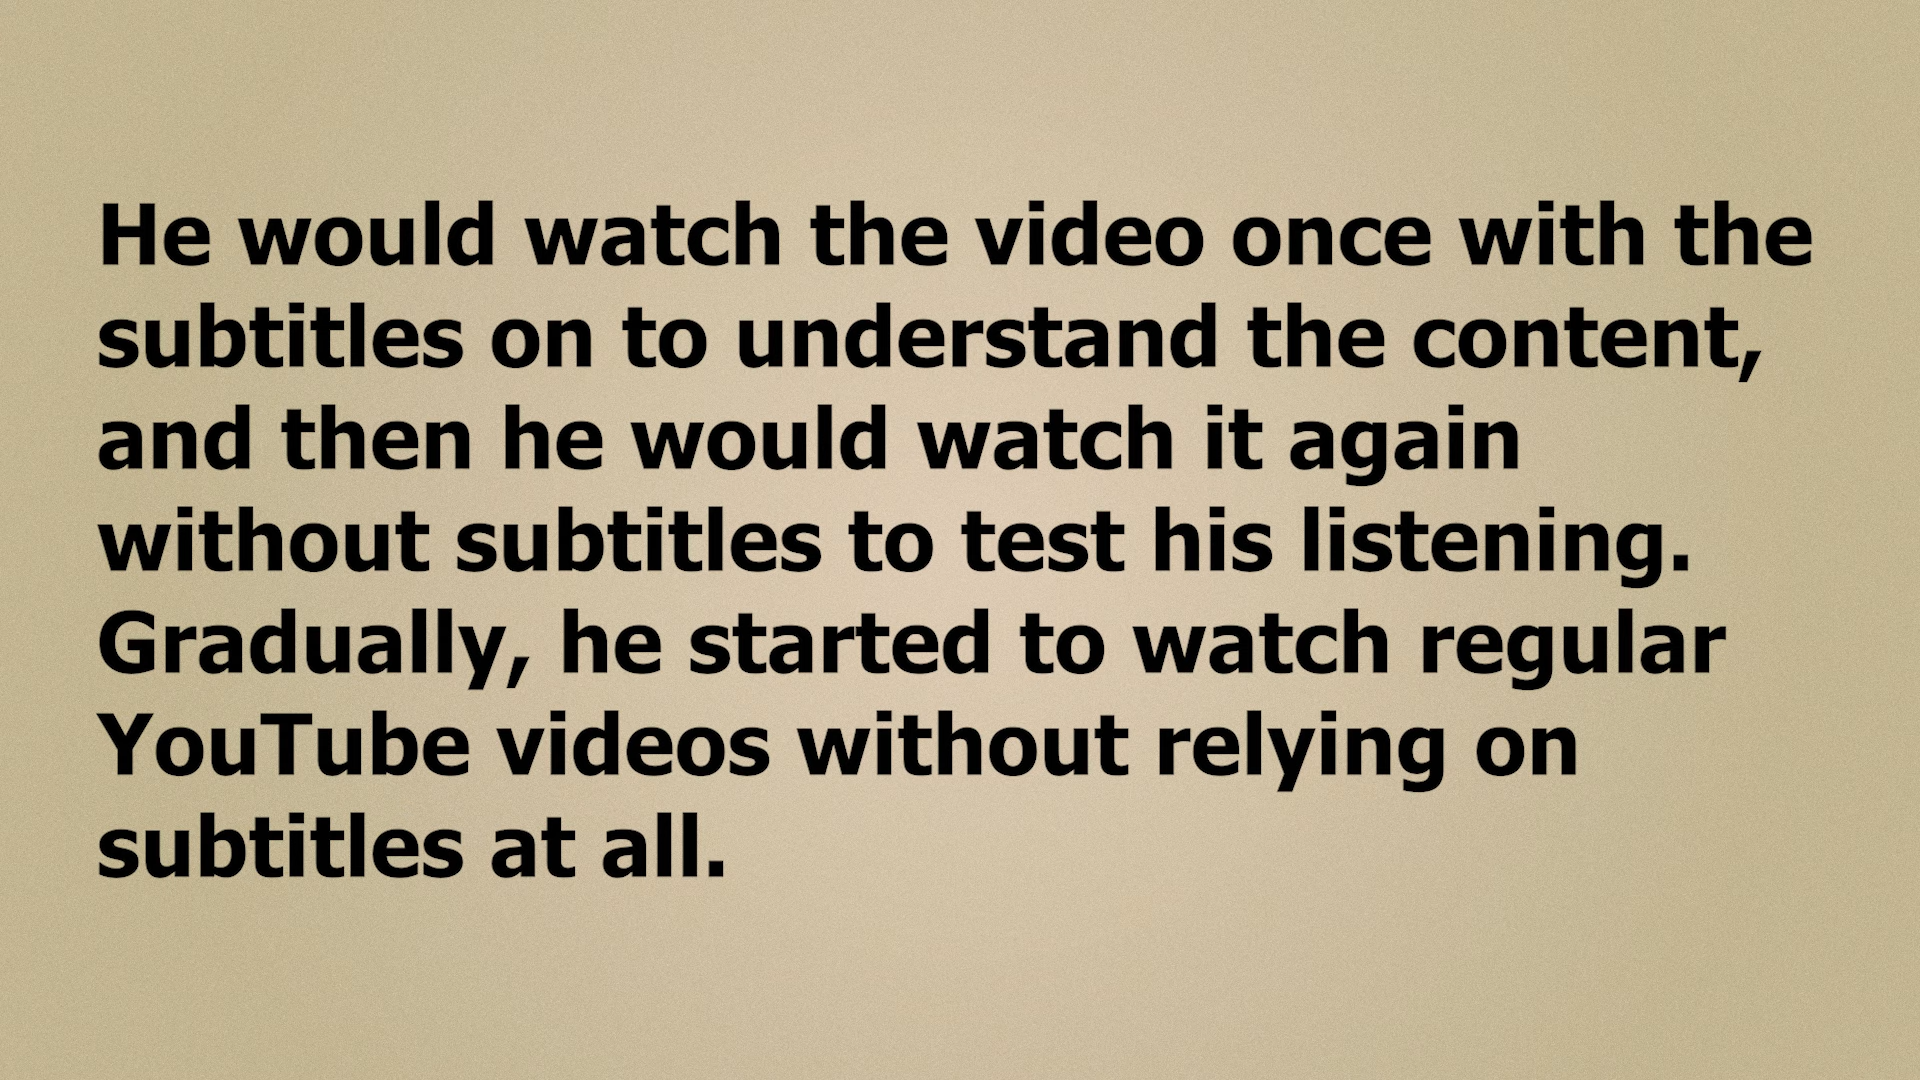 He would watch the video once with the
subtitles on to understand the content,
and then he would watch it again
without subtitles to test his listening.
Gradually, he started to watch regular
YouTube videos without relying on
subtitles at all.